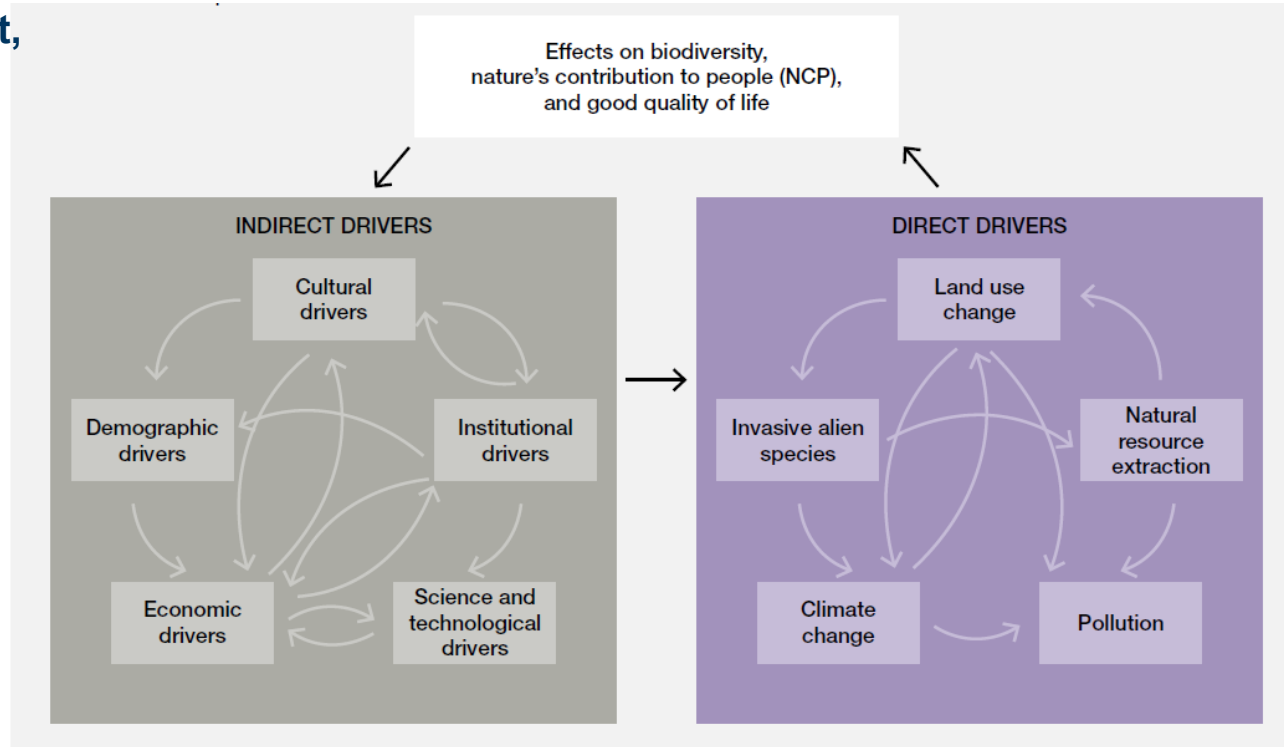 t,
Effects on biodiversity,
nature's contribution to people (NCP),
and good quality of life
INDIRECT DRIVERS
Cultural
drivers
Demographic
drivers
Institutional
drivers
Economic
drivers
Science and
technological
drivers
DIRECT DRIVERS
Land use
change
Invasive alien
species
Natural
resource
extraction
Climate
change
Pollution